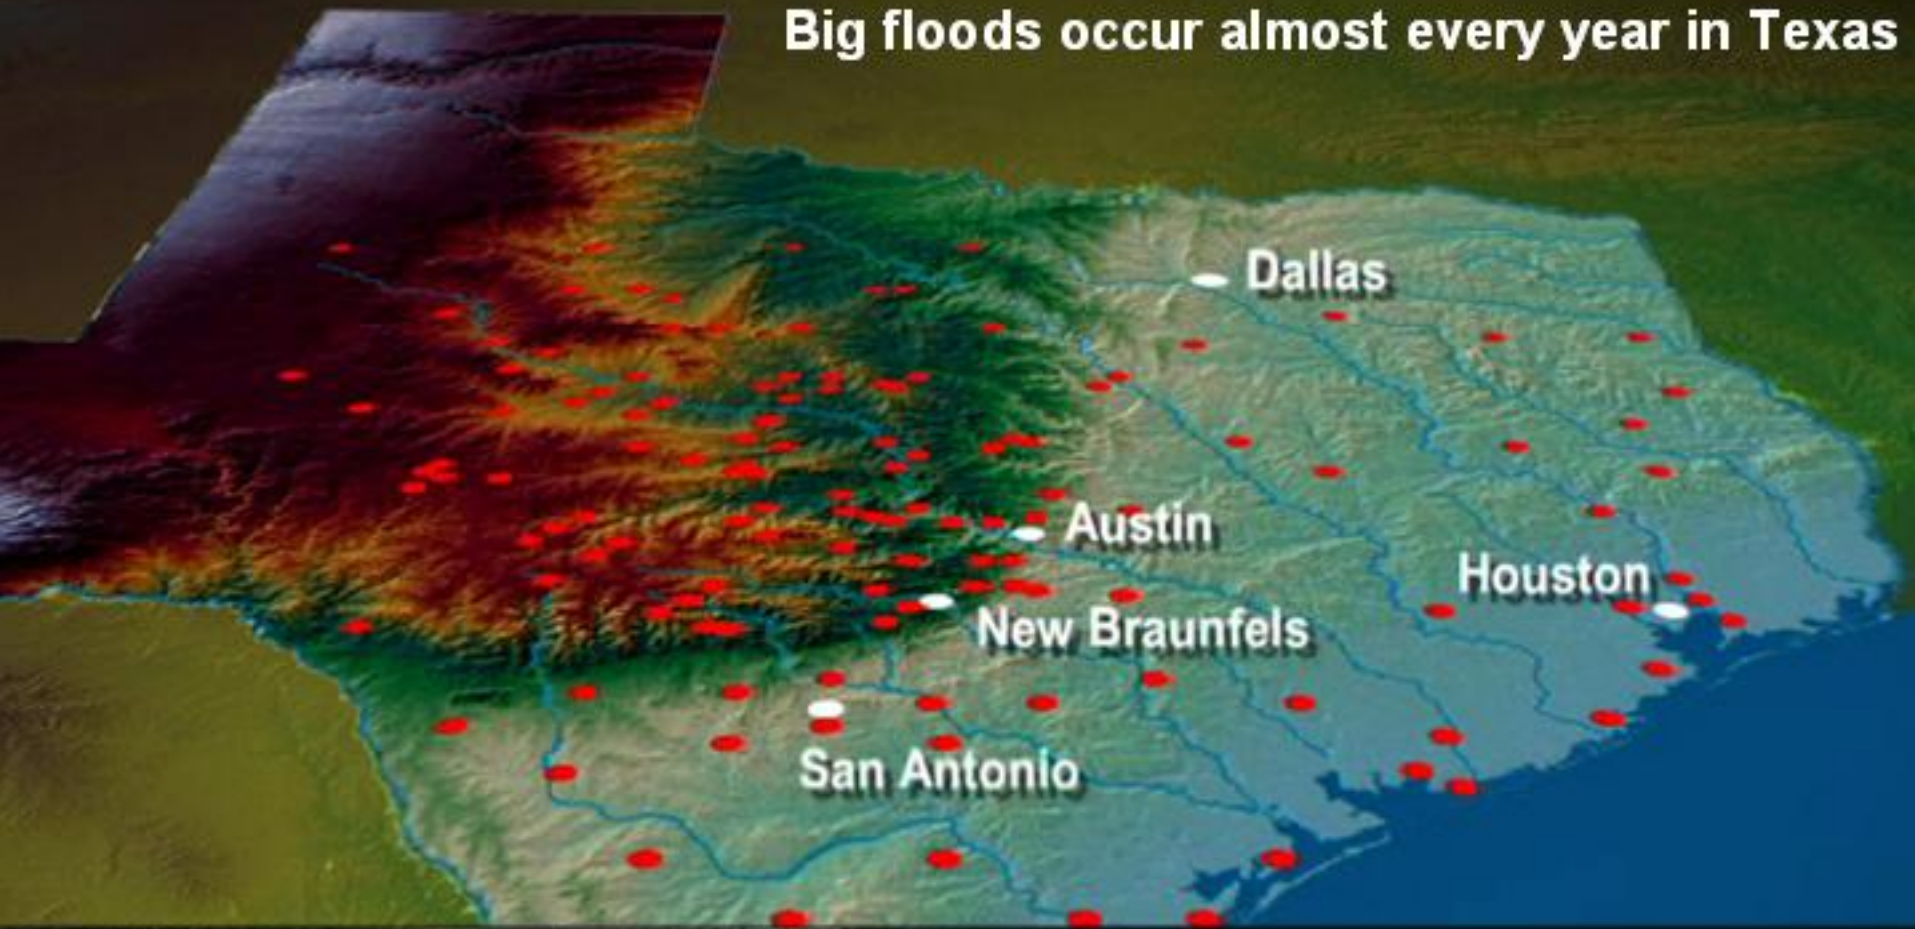 Big floods occur almost every year in Texas
Dallas
Austin
Houston
New Braunfels
San Antonio